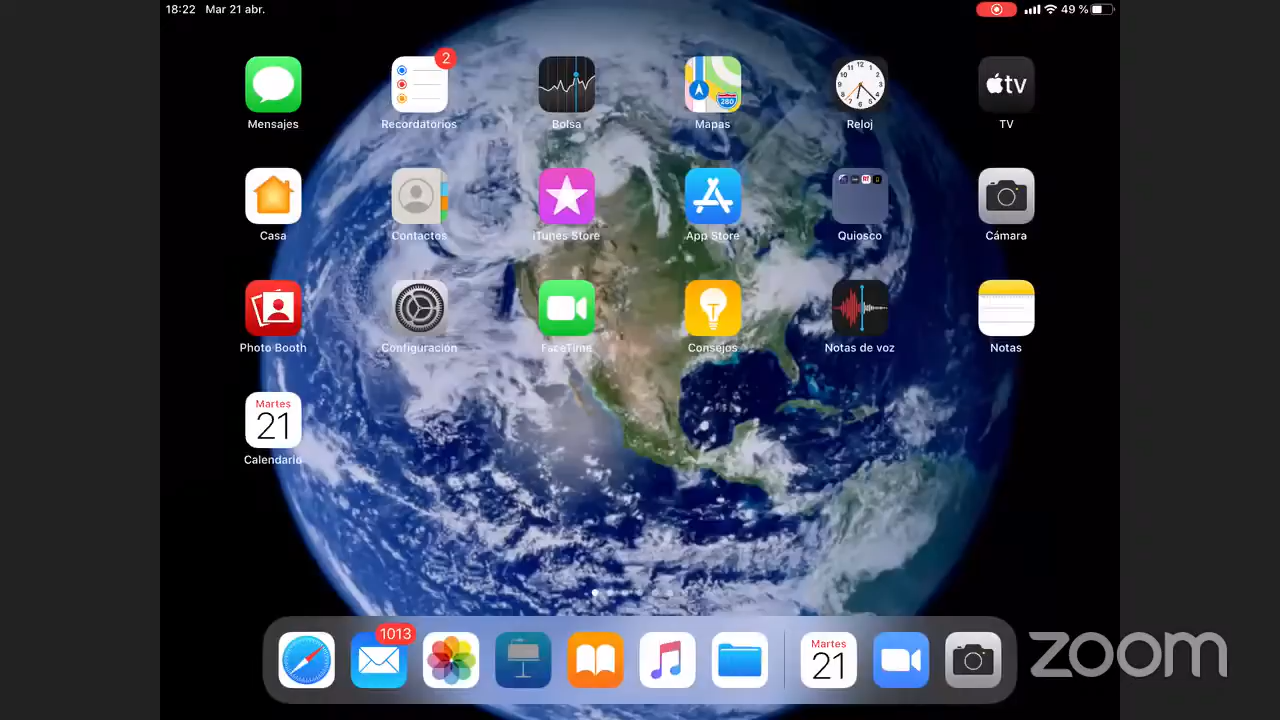 18:22 Mar 21 abr.
49 %
2
Mensajes Recordatorios Bolsa Mapas Reloj TV
Casa Contactos iTunes Store App Store Quiosco Cámara
Photo Booth Configuración FaceTime Consejos Notas de voz Notas
Martes
21
Calendario
1013
Martes
21
zoom
tv
280